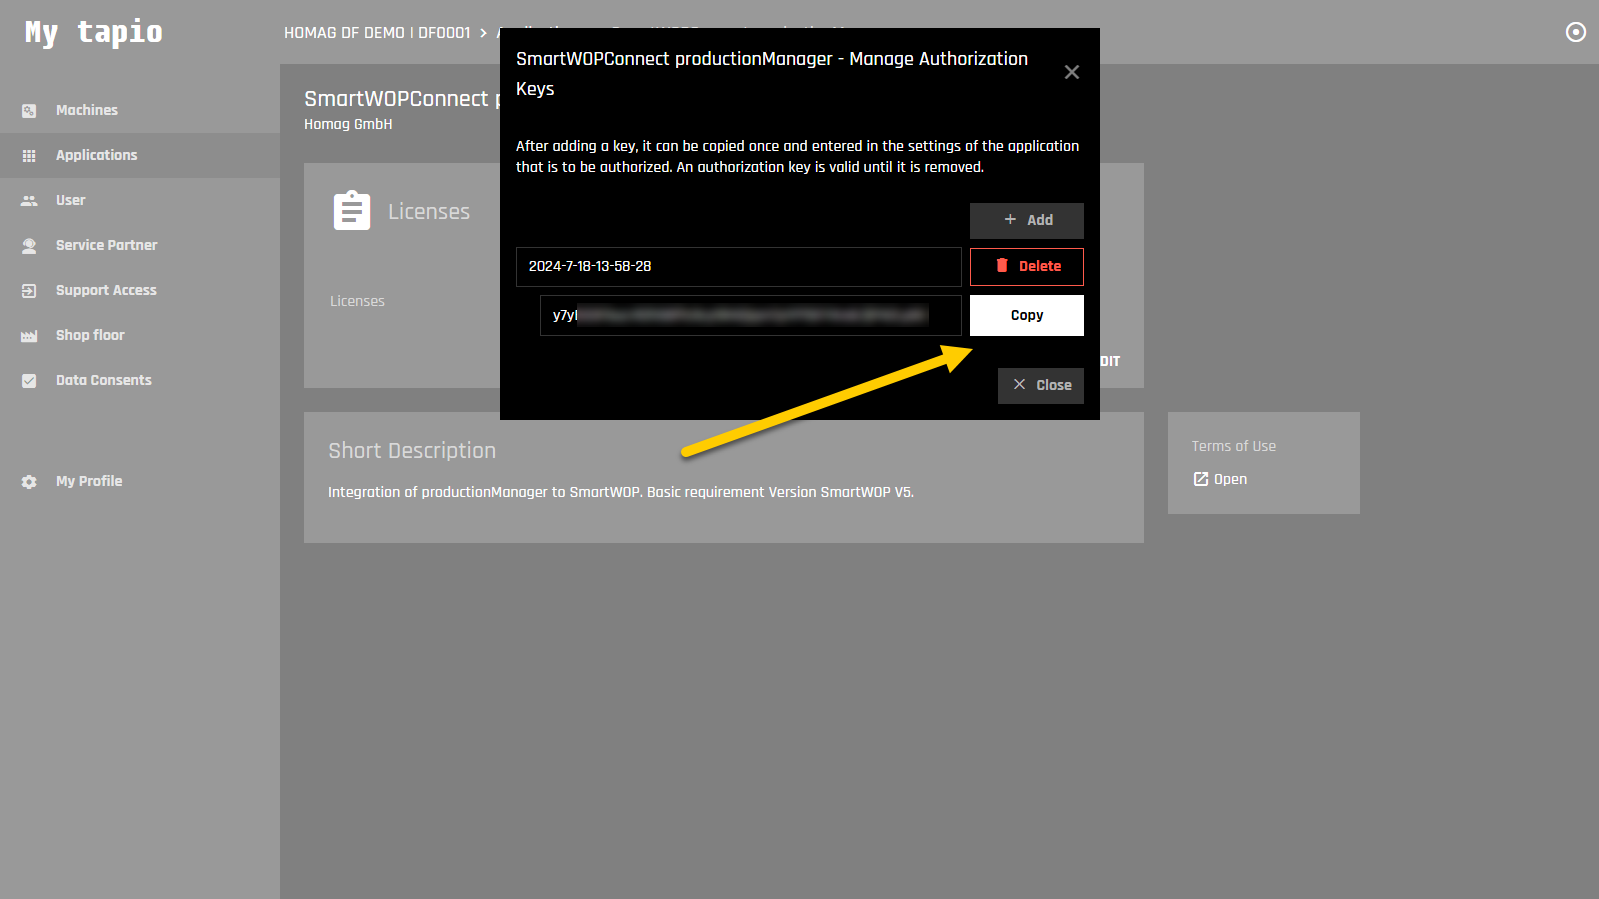 My tapio
HOMAG DF DEMO | DF0001 >
SmartWOPConnect productionManager - Manage Authorization
Keys
After adding a key, it can be copied once and entered in the settings of the application
that is to be authorized. An authorization key is valid until it is removed.
+ Add
2024-7-18-13-58-28
Delete
y7y
Copy
Close
Machines
Applications
User
Service Partner
Support Access
Shop floor
Data Consents
My Profile
SmartWOPConnect
Homag GmbH
Licenses
Licenses
DIT
Short Description
Integration of productionManager to SmartWOP. Basic requirement Version SmartWOP V5.
Terms of Use
Open